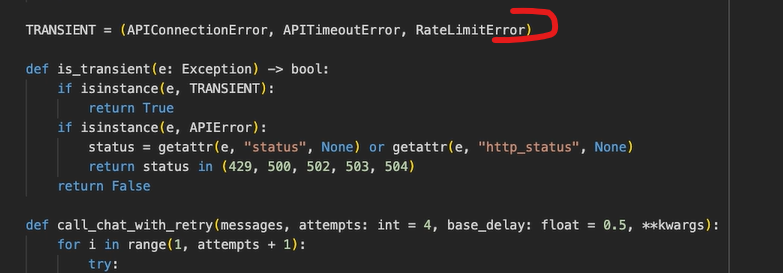 TRANSIENT = (APIConnectionError, APITimeoutError, RateLimitError)
def is_transient(e: Exception) -> bool:
    if isinstance(e, TRANSIENT):
        return True
    if isinstance(e, APIError):
        status = getattr(e, "status", None) or getattr(e, "http_status", None)
        return status in (429, 500, 502, 503, 504)
    return False
def call_chat_with_retry(messages, attempts: int = 4, base_delay: float = 0.5, **kwargs):
    for i in range(1, attempts + 1):
        try: